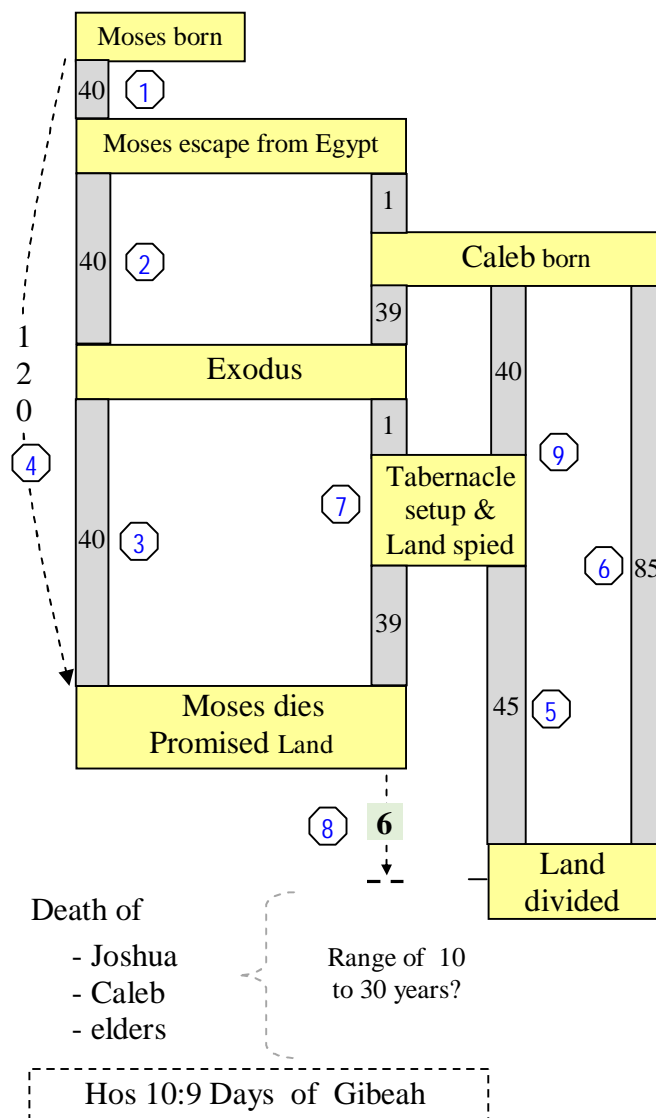 Moses born
40 1
Moses escape from Egypt
1
40 2
Caleb born
39
1
2
0
Exodus
40
1
9
4
7
Tabernacle
setup &
Land spied
40 3
6 85
39
Moses dies
Promised Land
45 5
8 6
Land
divided
Death of
- Joshua
- Caleb
- elders
Range of 10
to 30 years?
Hos 10:9 Days of Gibeah